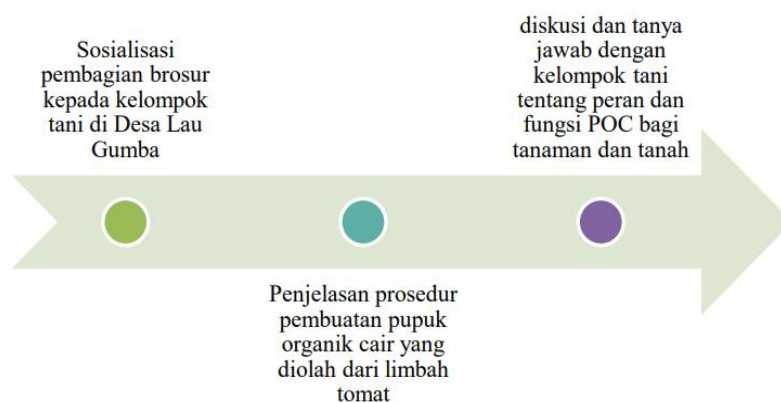 Sosialisasi
pembagian brosur
kepada kelompok
tani di Desa Lau
Gumba
Penjelasan prosedur
pembuatan pupuk
organik cair yang
diolah dari limbah
tomat
diskusi dan tanya
jawab dengan
kelompok tani
tentang peran dan
fungsi POC bagi
tanaman dan tanah